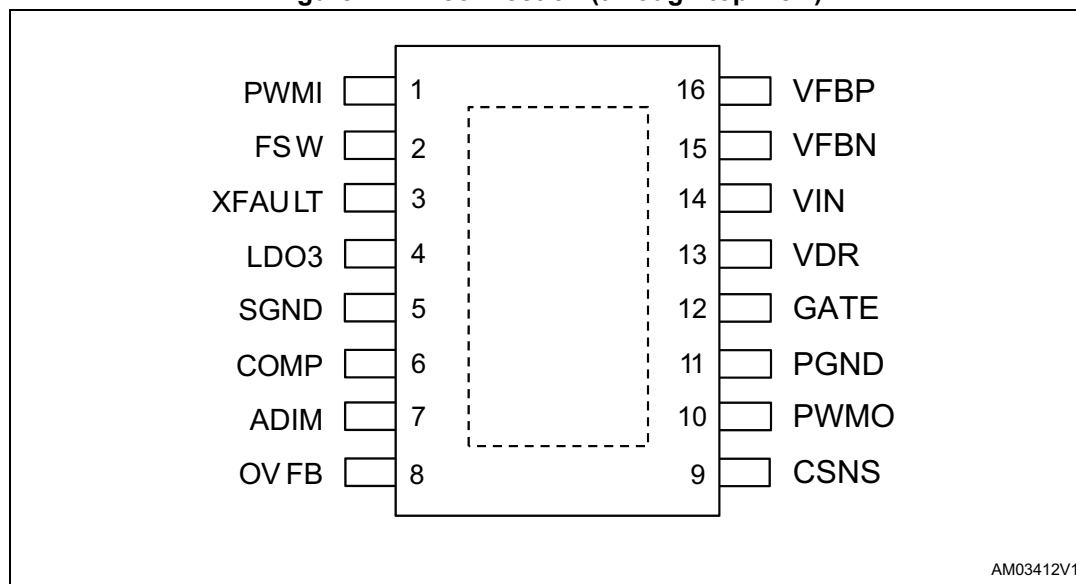 PWMI 1 16 VFBP
FSW 2 15 VFBN
XFAULT 3 14 VIN
LDO3 4 13 VDR
SGND 5 12 GATE
COMP 6 11 PGND
ADIM 7 10 PWMO
OVFB 8 9 CSNS
AM03412V1